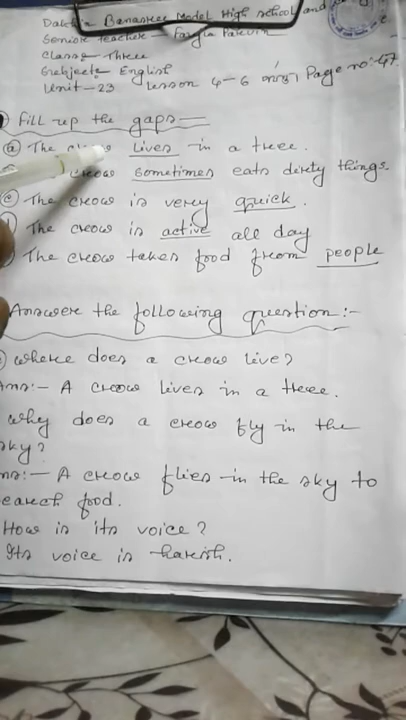 Banasree Model High school and
Senior teacher - Pervin
Class - Three
Subject English
Unit - 23 Lesson 4-6 Page no:-47
Fill up the gaps
(a) The crow lives in a tree.
crow sometimes eats dirty things.
(c) The crow is very quick.
The crow is active all day
The crow takes food from people
Answer the following question :-
where does a crow live?
Ans:- A crow lives in a tree.
why does a crow fly in the
sky?
ns:- A crow flies in the sky to
earch food.
How is its voice?
Its voice is harsh.